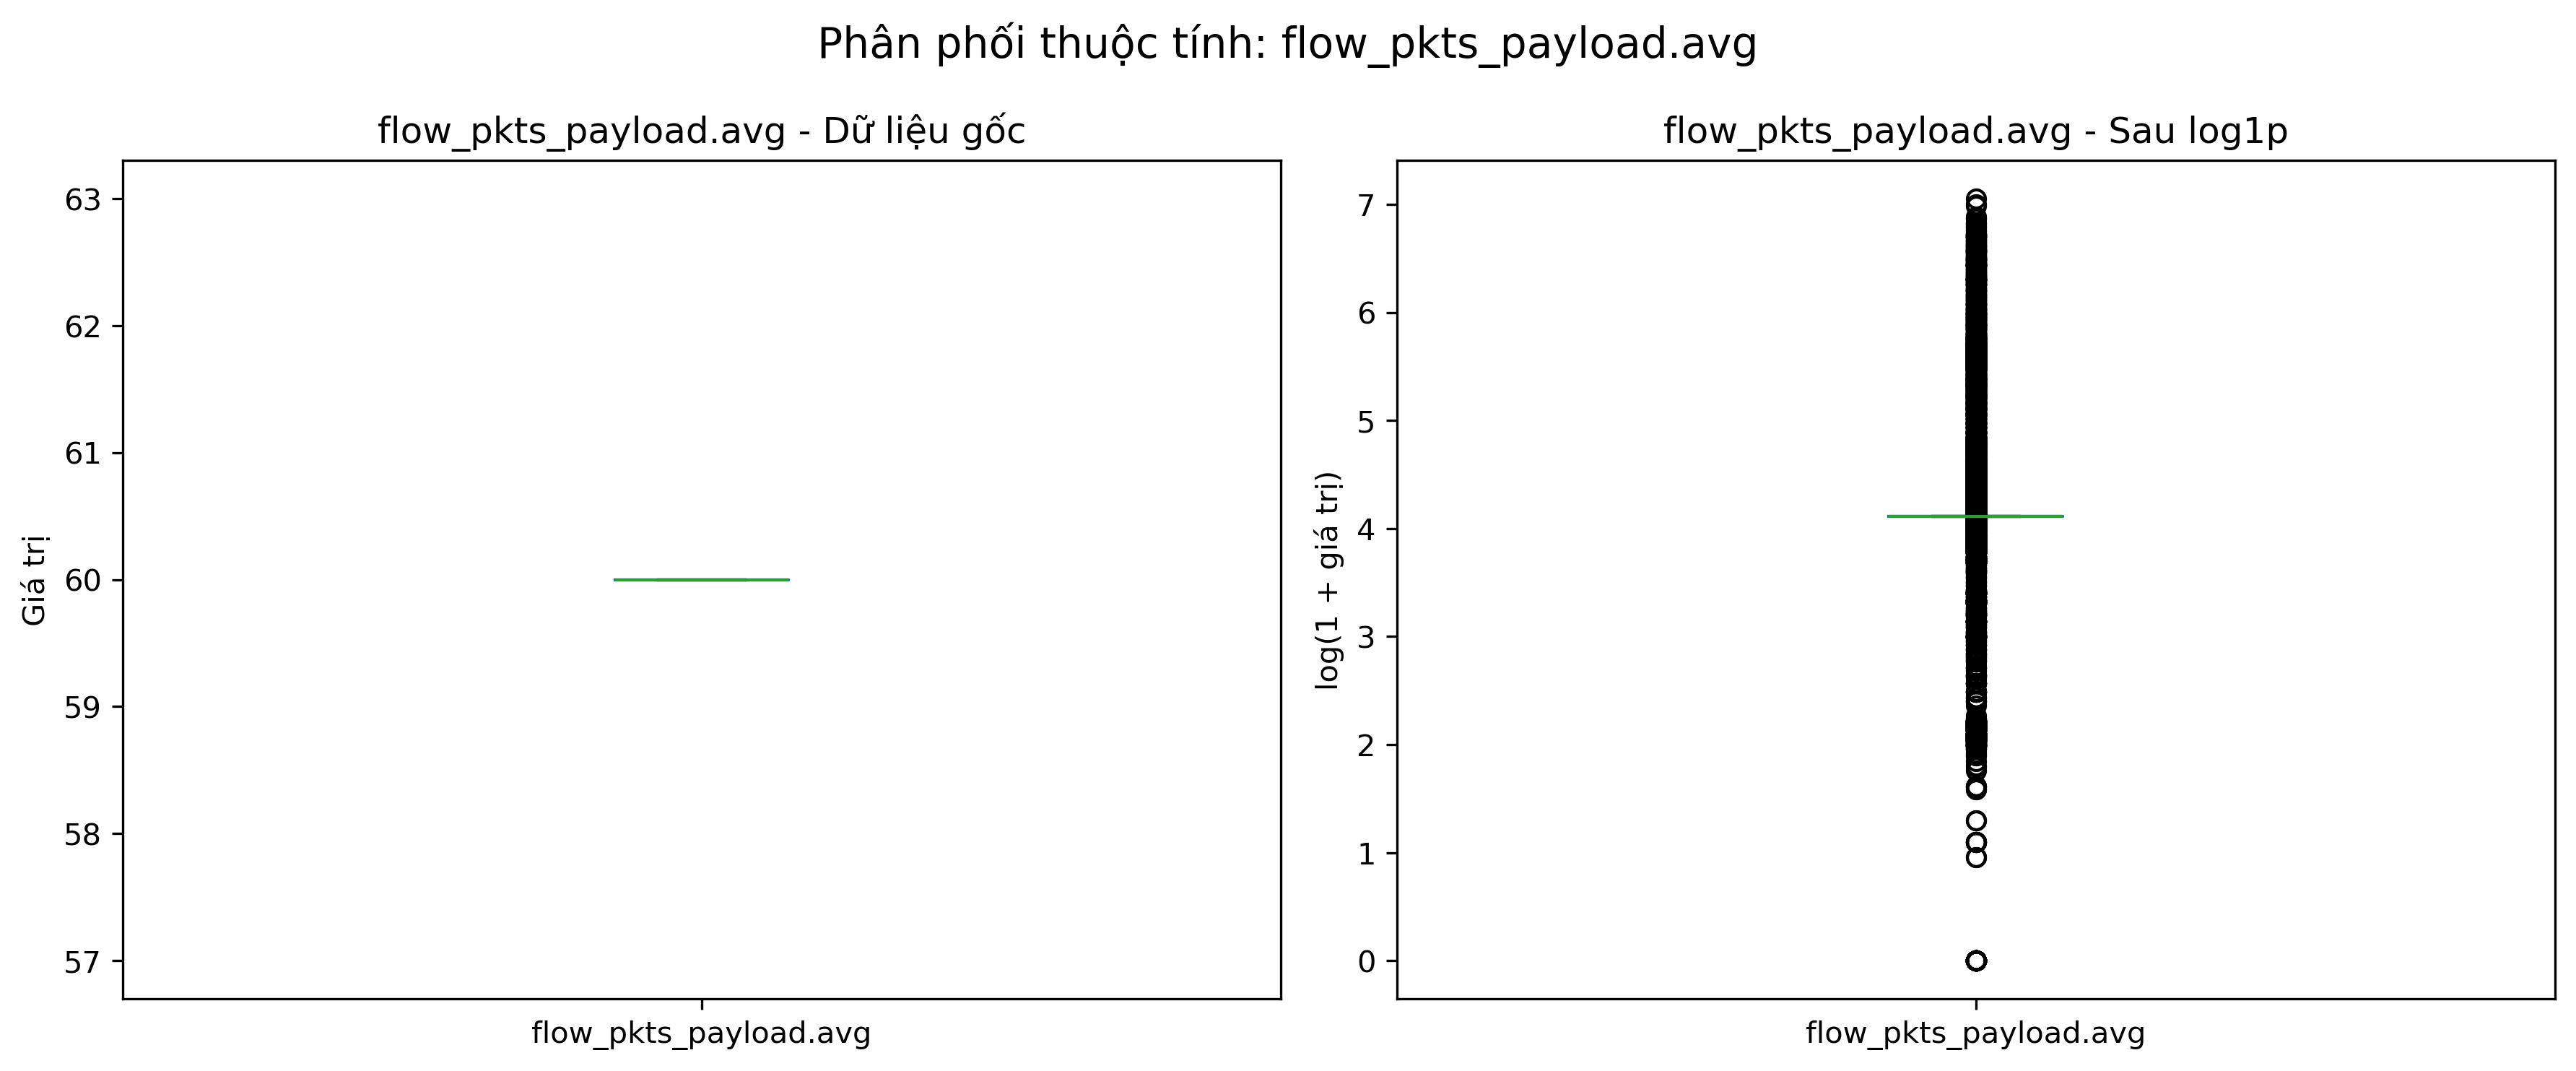 Phân phối thuộc tính: flow_pkts_payload.avg
flow_pkts_payload.avg - Dữ liệu gốc
Giá trị
63
62
61
60
59
58
57
flow_pkts_payload.avg
flow_pkts_payload.avg - Sau log1p
log(1 + giá trị)
7
6
5
4
3
2
1
0
flow_pkts_payload.avg